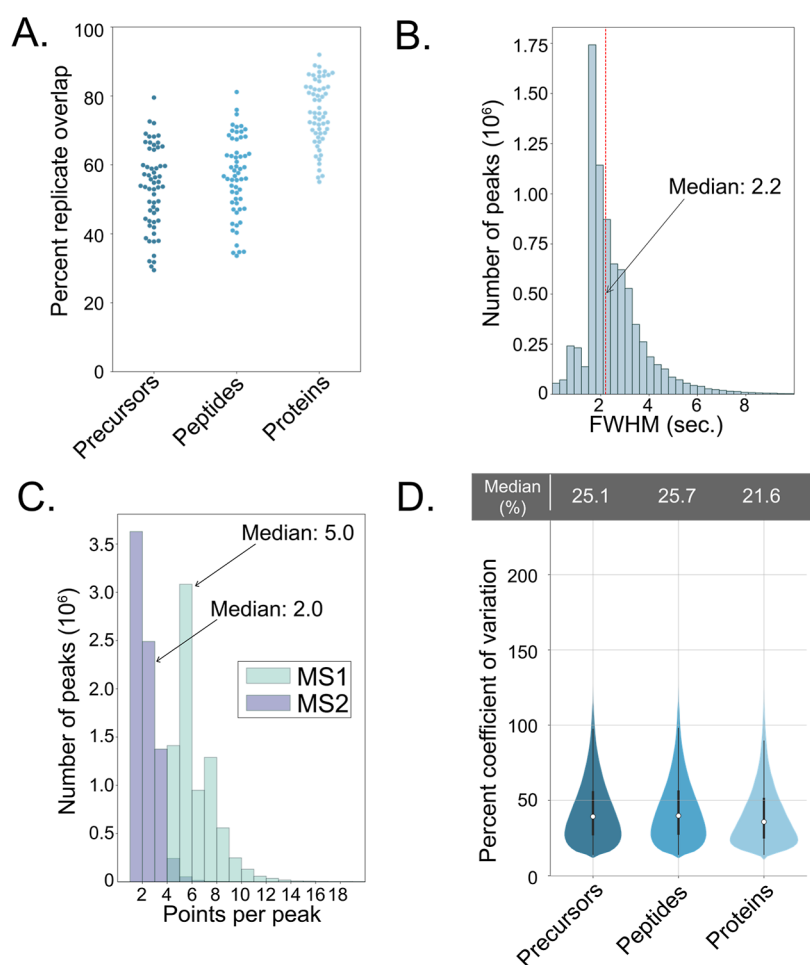 A.
Percent replicate overlap
100
80
60
40
20
0
Precursors
Peptides
Proteins
B.
Number of peaks (10⁶)
1.75
1.50
1.25
1.00
0.75
0.50
0.25
0
Median: 2.2
2 4 6 8
FWHM (sec.)
C.
Number of peaks (10⁶)
3.5
3.0
2.5
2.0
1.5
1.0
0.5
0
Median: 5.0
Median: 2.0
MS1
MS2
2 4 6 8 10 12 14 16 18
Points per peak
D.
Median (%) 25.1 25.7 21.6
Percent coefficient of variation
200
150
100
50
0
Precursors
Peptides
Proteins